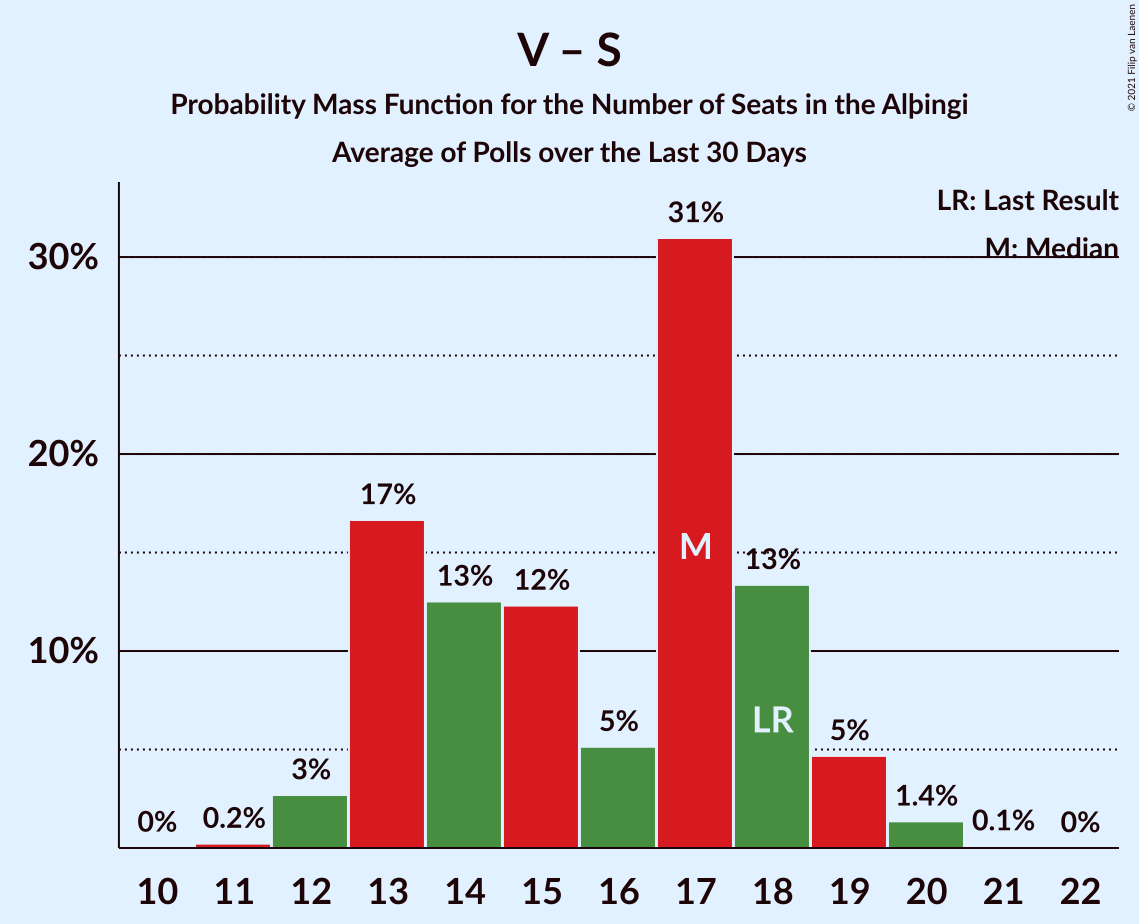 V – S
Probability Mass Function for the Number of Seats in the Alþingi
Average of Polls over the Last 30 Days
© 2021 Filip van Laenen
LR: Last Result
M: Median
30%
20%
10%
0%
0.2%
3%
17%
13%
12%
5%
31%
13%
5%
1.4%
0.1%
0%
M
LR
10 11 12 13 14 15 16 17 18 19 20 21 22